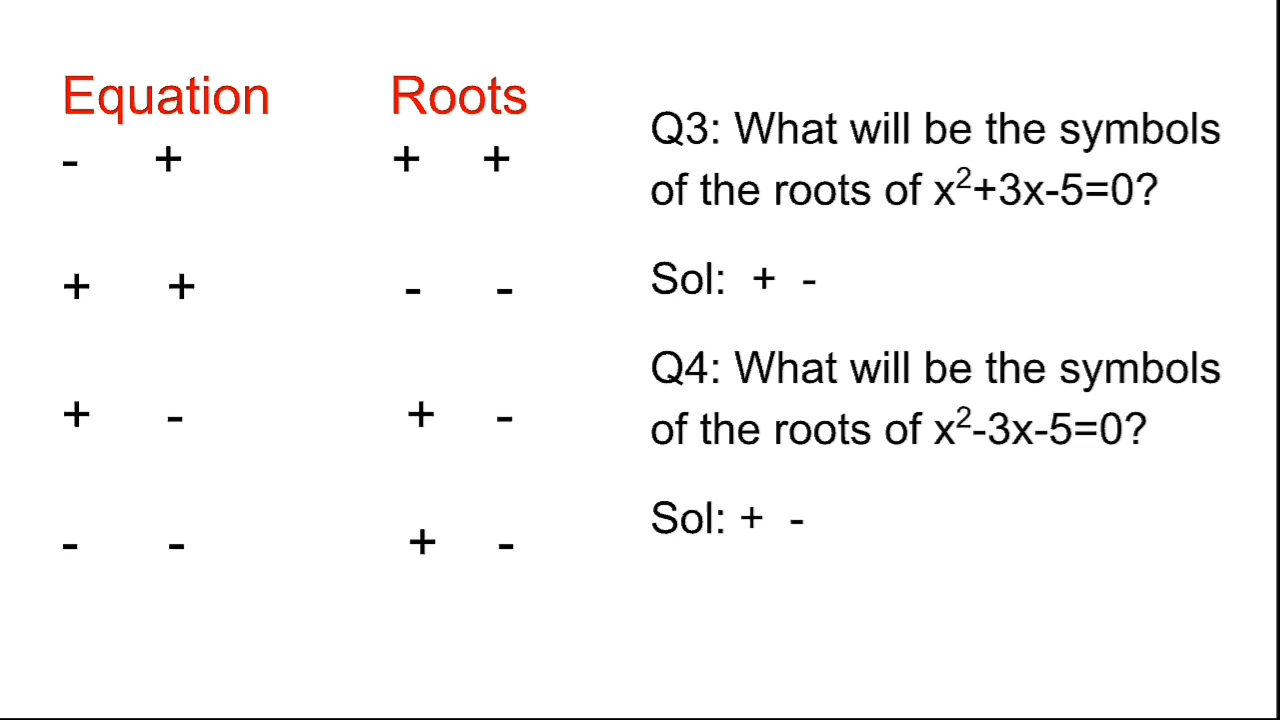 Equation Roots
- + + +
+ + - -
+ - + -
- - + -
Q3: What will be the symbols
of the roots of x²+3x-5=0?
Sol: + -
Q4: What will be the symbols
of the roots of x²-3x-5=0?
Sol: + -